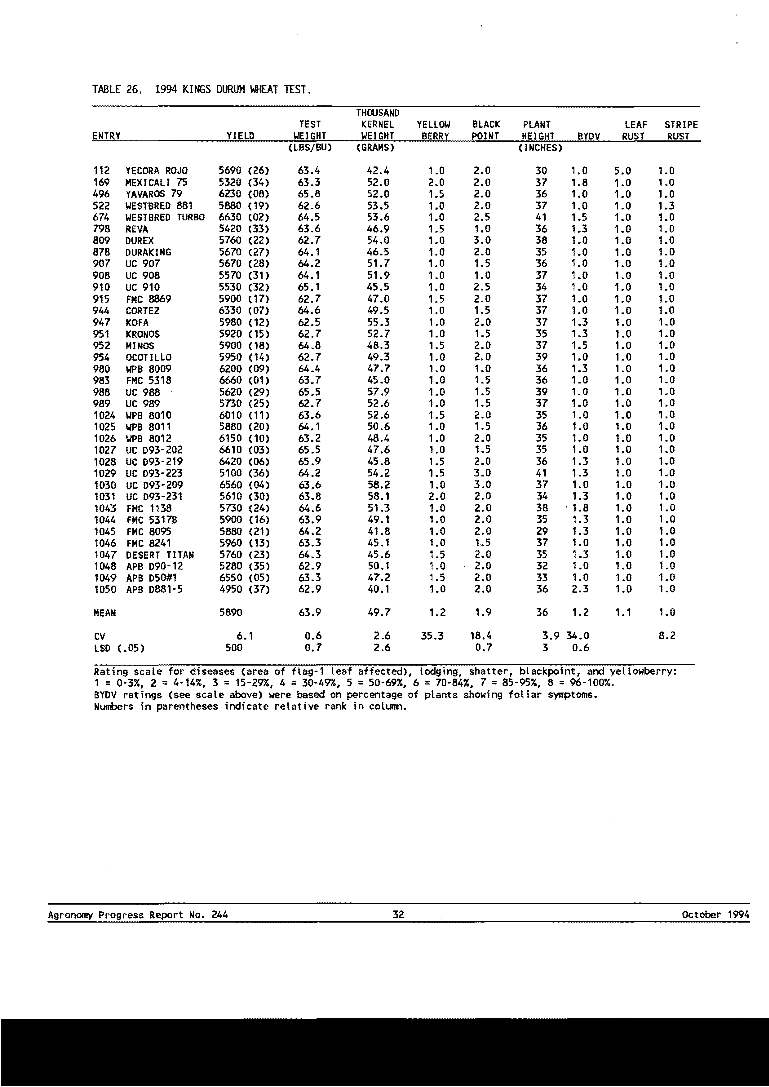 TABLE 26. 1994 KINGS DURUM WHEAT TEST.
THOUSAND
TEST KERNEL YELLOW BLACK PLANT LEAF STRIPE
ENTRY YIELD WEIGHT WEIGHT BERRY POINT HEIGHT BYDV RUST RUST
(LBS/BU) (GRAMS) (INCHES)
112 YECORA ROJO 5690 (26) 63.4 42.4 1.0 2.0 30 1.0 5.0 1.0
169 MEXICALI 75 5320 (34) 63.3 52.0 2.0 2.0 37 1.8 1.0 1.0
496 YAVAROS 79 6230 (08) 65.8 52.0 1.5 2.0 36 1.0 1.0 1.0
522 WESTBRED 881 5880 (19) 62.6 53.5 1.0 2.0 37 1.0 1.0 1.3
674 WESTBRED TURBO 6630 (02) 64.5 53.6 1.0 2.5 41 1.5 1.0 1.0
798 REVA 5420 (33) 63.6 46.9 1.5 1.0 36 1.3 1.0 1.0
809 DUREX 5760 (22) 62.7 54.0 1.0 3.0 38 1.0 1.0 1.0
878 DURAKING 5670 (27) 64.1 46.5 1.0 2.0 35 1.0 1.0 1.0
907 UC 907 5670 (28) 64.2 51.7 1.0 1.5 36 1.0 1.0 1.0
908 UC 908 5570 (31) 64.1 51.9 1.0 1.0 37 1.0 1.0 1.0
910 UC 910 5530 (32) 65.1 45.5 1.0 2.5 34 1.0 1.0 1.0
915 FMC 8869 5900 (17) 62.7 47.0 1.5 2.0 37 1.0 1.0 1.0
944 CORTEZ 6330 (07) 64.6 49.5 1.0 1.5 37 1.0 1.0 1.0
947 KOFA 5980 (12) 62.5 55.3 1.0 2.0 37 1.3 1.0 1.0
951 KRONOS 5920 (15) 62.7 52.7 1.0 1.5 35 1.3 1.0 1.0
952 MINOS 5900 (18) 64.8 48.3 1.5 2.0 37 1.5 1.0 1.0
954 OCOTILLO 5950 (14) 62.7 49.3 1.0 2.0 39 1.0 1.0 1.0
980 WPB 8009 6200 (09) 64.4 47.7 1.0 1.0 36 1.3 1.0 1.0
983 FMC 5318 6660 (01) 63.7 45.0 1.0 1.5 36 1.0 1.0 1.0
988 UC 988 5620 (29) 65.5 57.9 1.0 1.5 39 1.0 1.0 1.0
989 UC 989 5730 (25) 62.7 52.6 1.0 1.5 37 1.0 1.0 1.0
1024 WPB 8010 6010 (11) 63.6 52.6 1.5 2.0 35 1.0 1.0 1.0
1025 WPB 8011 5880 (20) 64.1 50.6 1.0 1.5 36 1.0 1.0 1.0
1026 WPB 8012 6150 (10) 63.2 48.4 1.0 2.0 35 1.0 1.0 1.0
1027 UC D93-202 6610 (03) 65.5 47.6 1.0 1.5 35 1.0 1.0 1.0
1028 UC D93-219 6420 (06) 65.9 45.8 1.5 2.0 36 1.3 1.0 1.0
1029 UC D93-223 5100 (36) 64.2 54.2 1.5 3.0 41 1.3 1.0 1.0
1030 UC D93-209 6560 (04) 63.6 58.2 1.0 3.0 37 1.0 1.0 1.0
1031 UC D93-231 5610 (30) 63.8 58.1 2.0 2.0 34 1.3 1.0 1.0
1043 FMC 1138 5730 (24) 64.6 51.3 1.0 2.0 38 1.8 1.0 1.0
1044 FMC 5317B 5900 (16) 63.9 49.1 1.0 2.0 35 1.3 1.0 1.0
1045 FMC 8095 5880 (21) 64.2 41.8 1.0 2.0 29 1.3 1.0 1.0
1046 FMC 8241 5960 (13) 63.3 45.1 1.0 1.5 37 1.0 1.0 1.0
1047 DESERT TITAN 5760 (23) 64.3 45.6 1.5 2.0 35 1.3 1.0 1.0
1048 APB D90-12 5280 (35) 62.9 50.1 1.0 2.0 32 1.0 1.0 1.0
1049 APB D50#1 6550 (05) 63.3 47.2 1.5 2.0 33 1.0 1.0 1.0
1050 APB D881-5 4950 (37) 62.9 40.1 1.0 2.0 36 2.3 1.0 1.0
MEAN 5890 63.9 49.7 1.2 1.9 36 1.2 1.1 1.0
CV 6.1 0.6 2.6 35.3 18.4 3.9 34.0 8.2
LSD (.05) 500 0.7 2.6 0.7 3 0.6
Rating scale for diseases (area of flag-1 leaf affected), lodging, shatter, blackpoint, and yellowberry:
1 = 0-3%, 2 = 4-14%, 3 = 15-29%, 4 = 30-49%, 5 = 50-69%, 6 = 70-84%, 7 = 85-95%, 8 = 96-100%.
BYDV ratings (see scale above) were based on percentage of plants showing foliar symptoms.
Numbers in parentheses indicate relative rank in column.
Agronomy Progress Report No. 244 32 October 1994